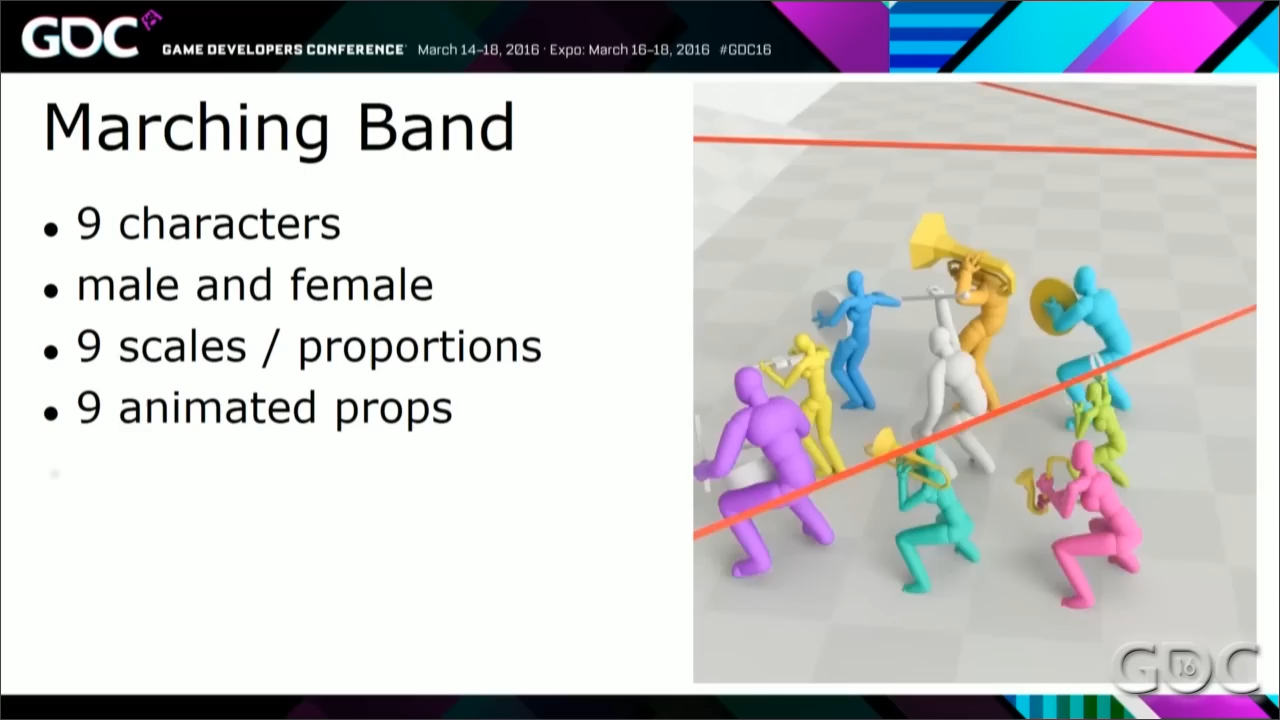 GDC
GAME DEVELOPERS CONFERENCE March 14–18, 2016 · Expo: March 16–18, 2016 #GDC16
Marching Band
• 9 characters
• male and female
• 9 scales / proportions
• 9 animated props
GDC 16